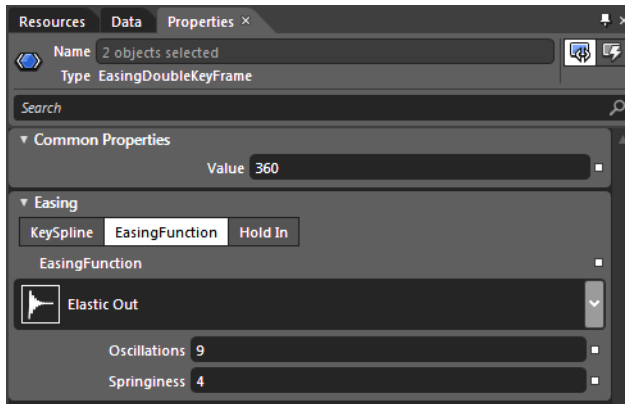 Resources Data Properties ×
Name 2 objects selected
Type EasingDoubleKeyFrame
Search
Common Properties
Value 360
Easing
KeySpline EasingFunction Hold In
EasingFunction
Elastic Out
Oscillations 9
Springiness 4